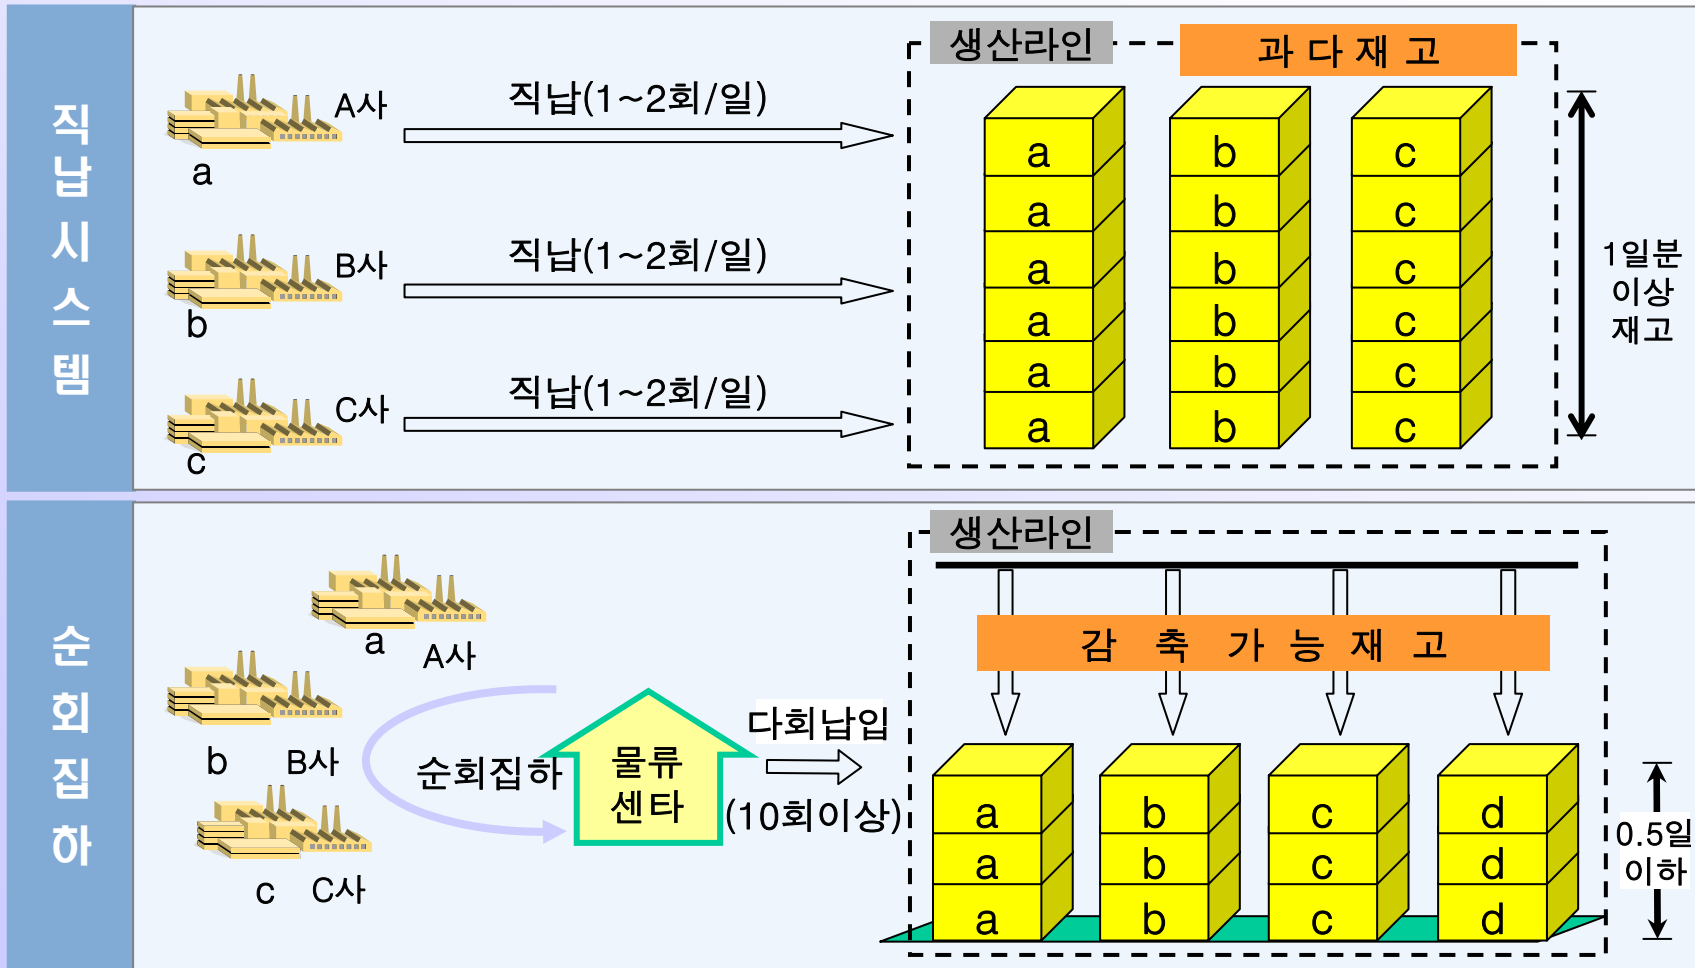 직납시스템
생산라인
과 다 재 고
A사
a
직납(1~2회/일)
B사
b
직납(1~2회/일)
C사
c
직납(1~2회/일)
a b c
a b c
a b c
a b c
a b c
a b c
1일분
이상
재고
순회집하
생산라인
감 축 가 능 재 고
a
A사
b
B사
c
C사
순회집하
물류
센타
다회납입
(10회이상)
a b c d
a b c d
a b c d
0.5일
이하